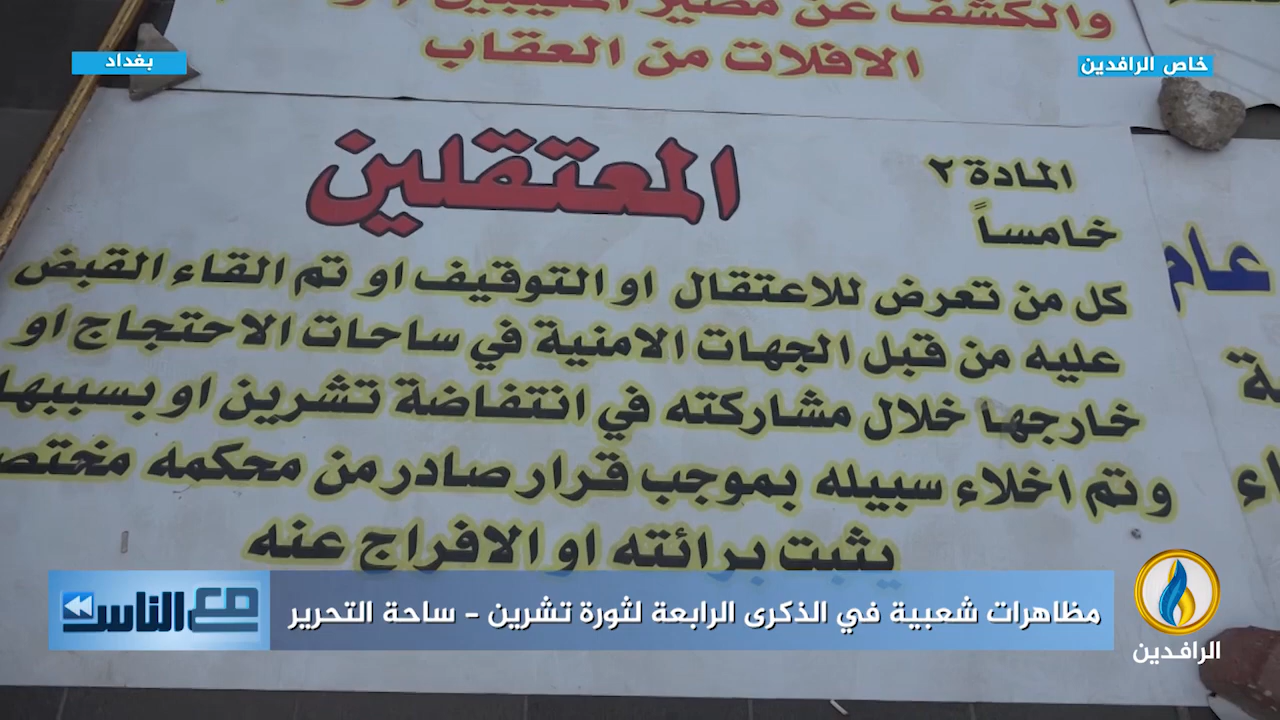 والكشف عن مصير المغيبين
الافلات من العقاب
بغداد
خاص الرافدين
المعتقلين
المادة ٢
خامساً
كل من تعرض للاعتقال او التوقيف او تم القاء القبض
عليه من قبل الجهات الامنية في ساحات الاحتجاج او
خارجها خلال مشاركته في انتفاضة تشرين او بسببها
وتم اخلاء سبيله بموجب قرار صادر من محكمه
يثبت برائته او الافراج عنه
عام
مظاهرات شعبية في الذكرى الرابعة لثورة تشرين - ساحة التحرير
مع الناس
الرافدين